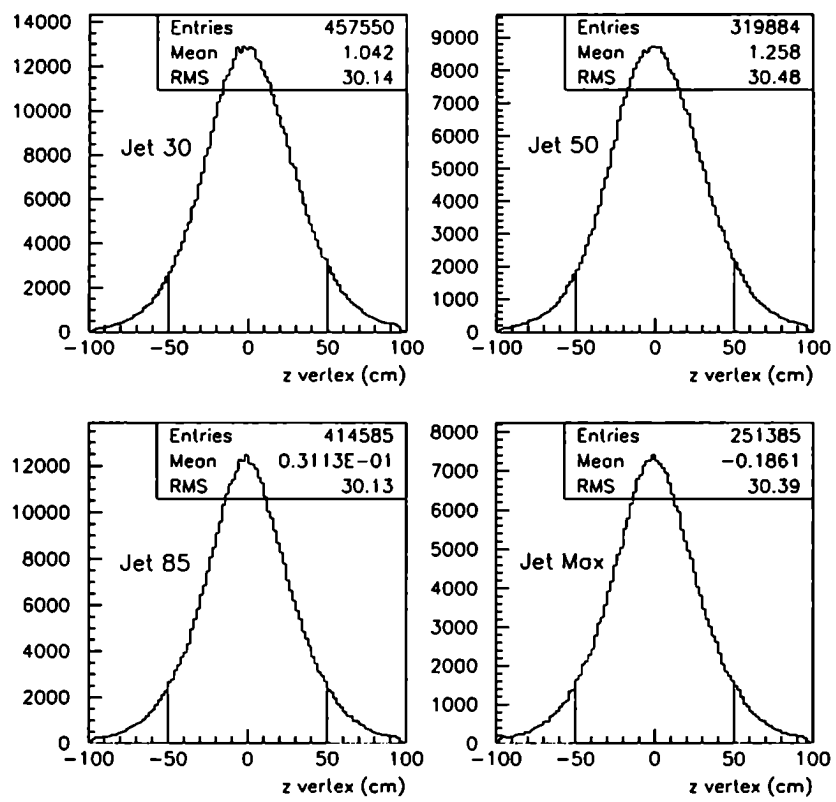 Entries 457550
Mean 1.042
RMS 30.14
Jet 30
14000
12000
10000
8000
6000
4000
2000
0
-100 -50 0 50 100
z vertex (cm)
Entries 319884
Mean 1.258
RMS 30.48
Jet 50
9000
8000
7000
6000
5000
4000
3000
2000
1000
0
-100 -50 0 50 100
z vertex (cm)
Entries 414585
Mean 0.3113E-01
RMS 30.13
Jet 85
12000
10000
8000
6000
4000
2000
0
-100 -50 0 50 100
z vertex (cm)
Entries 251385
Mean -0.1861
RMS 30.39
Jet Max
8000
7000
6000
5000
4000
3000
2000
1000
0
-100 -50 0 50 100
z vertex (cm)